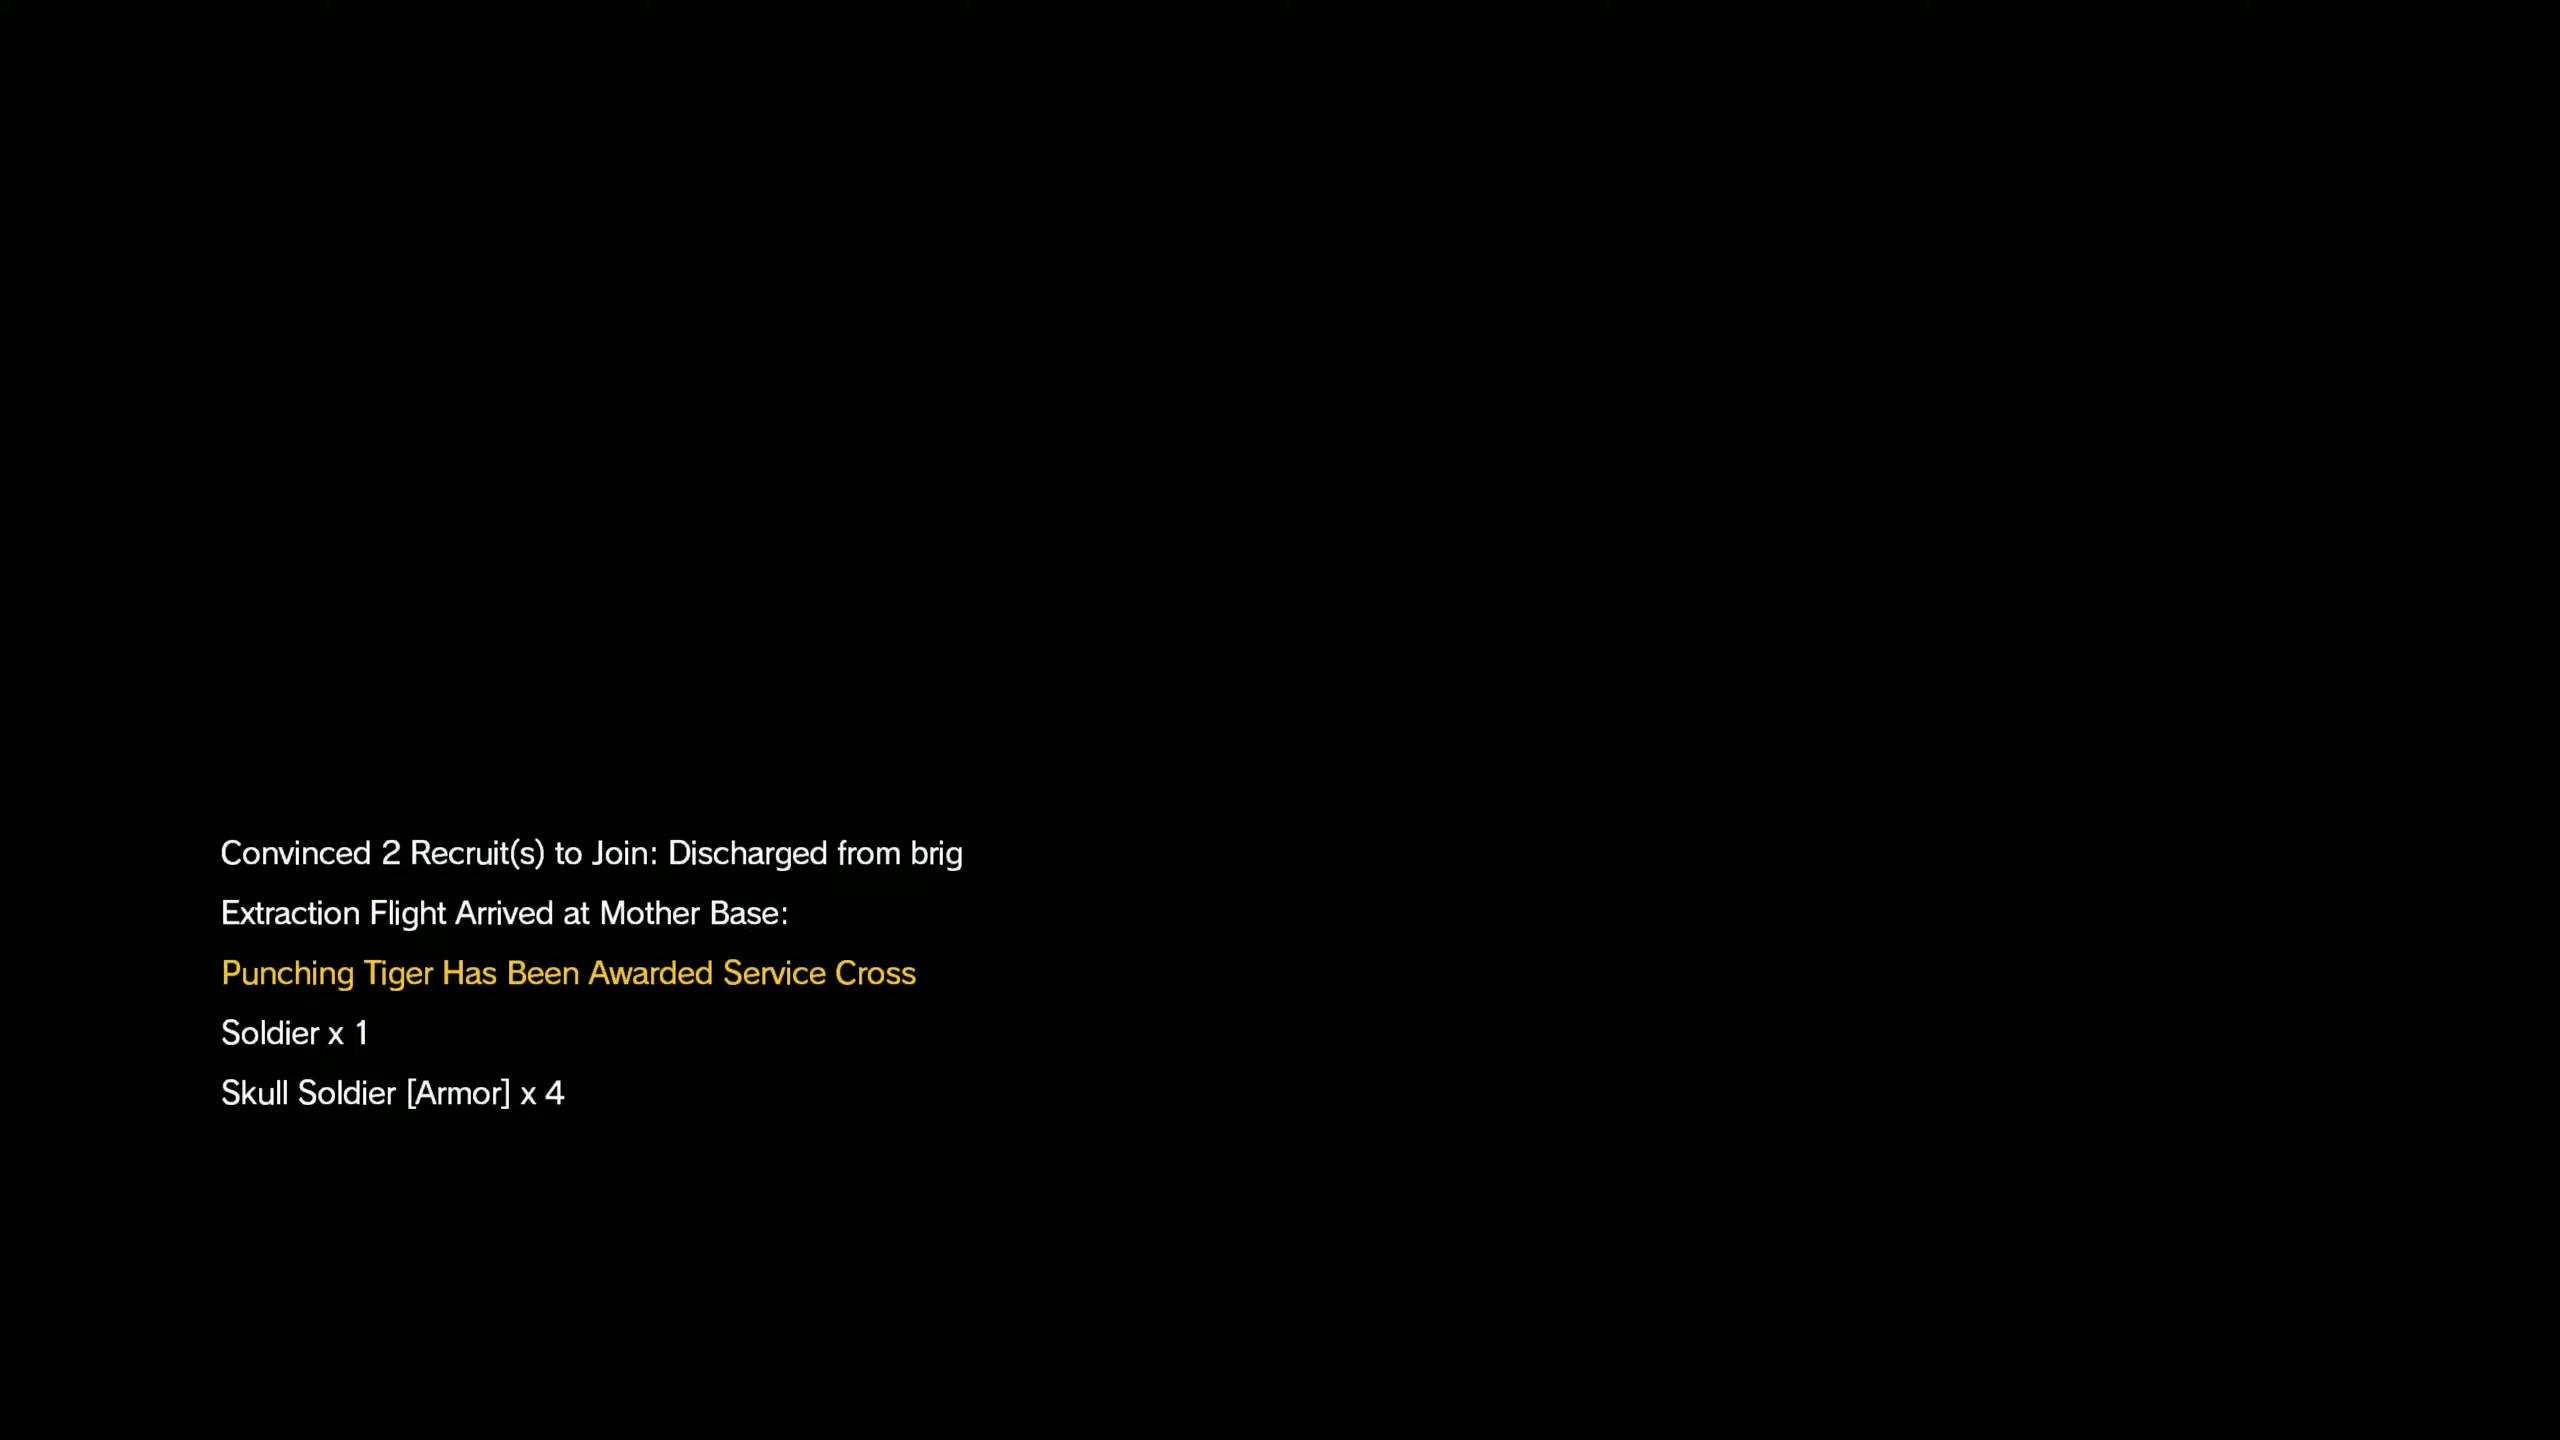 Convinced 2 Recruit(s) to Join: Discharged from brig
Extraction Flight Arrived at Mother Base:
Punching Tiger Has Been Awarded Service Cross
Soldier x 1
Skull Soldier [Armor] x 4